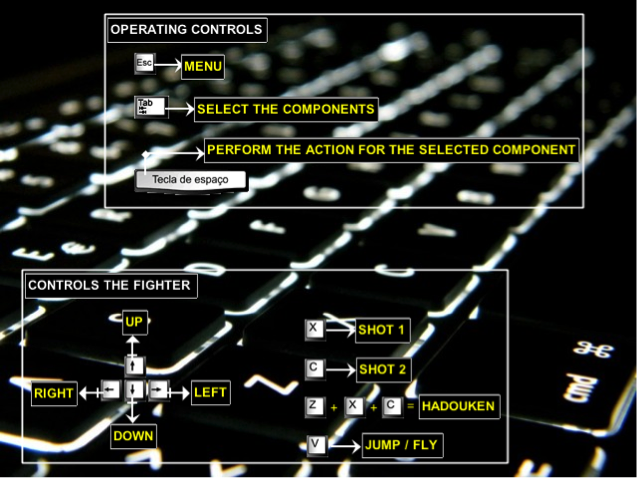 OPERATING CONTROLS
Esc
MENU
Tab
SELECT THE COMPONENTS
PERFORM THE ACTION FOR THE SELECTED COMPONENT
Tecla de espaço
CONTROLS THE FIGHTER
UP
RIGHT
LEFT
DOWN
X
SHOT 1
C
SHOT 2
Z + X + C = HADOUKEN
V
JUMP / FLY
E
€
D
F
C
V
Z
⌘
cmd